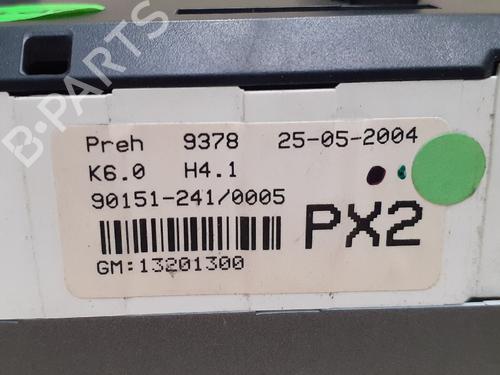 B-PARTS
Preh 9378 25-05-2004
K6.0 H4.1
90151-241/0005
PX2
GM:13201300